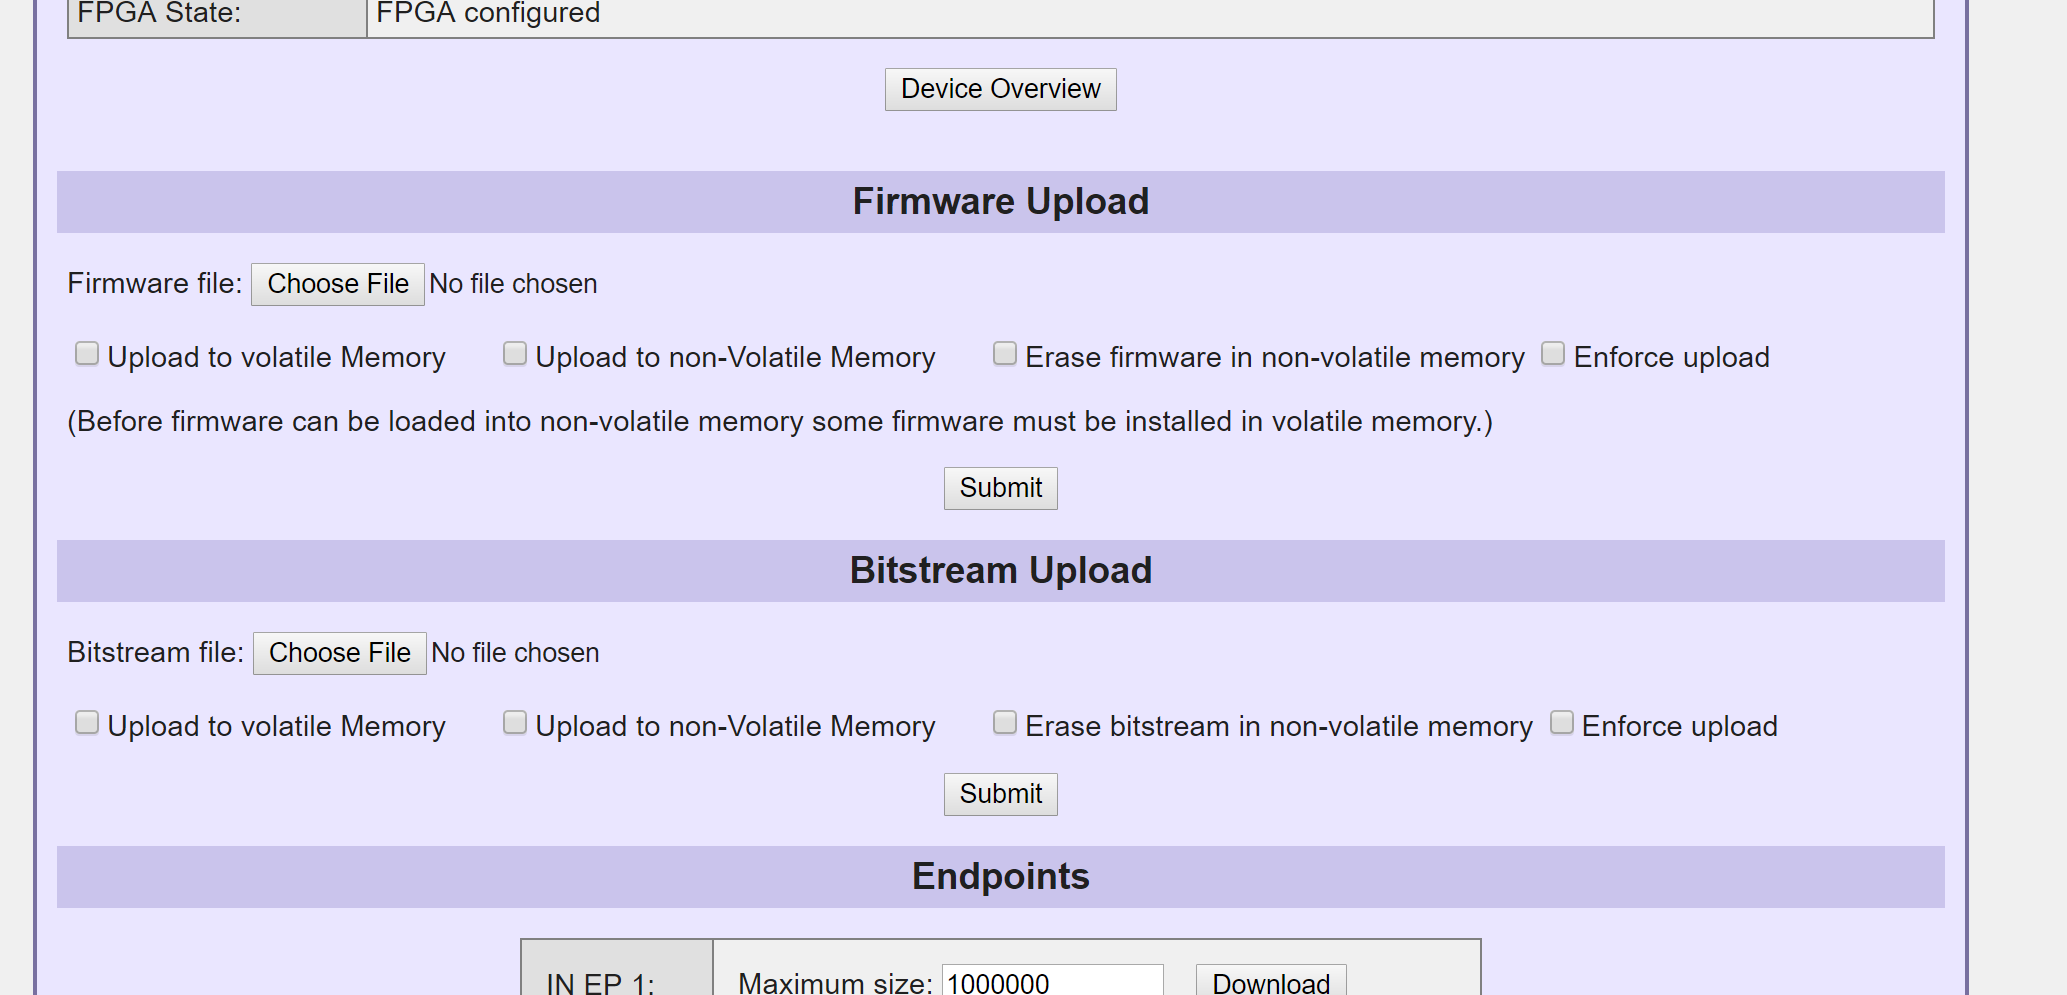 FPGA State: FPGA configured
Device Overview
Firmware Upload
Firmware file: Choose File No file chosen
Upload to volatile Memory Upload to non-Volatile Memory Erase firmware in non-volatile memory Enforce upload
(Before firmware can be loaded into non-volatile memory some firmware must be installed in volatile memory.)
Submit
Bitstream Upload
Bitstream file: Choose File No file chosen
Upload to volatile Memory Upload to non-Volatile Memory Erase bitstream in non-volatile memory Enforce upload
Submit
Endpoints
IN EP 1: Maximum size: 1000000 Download